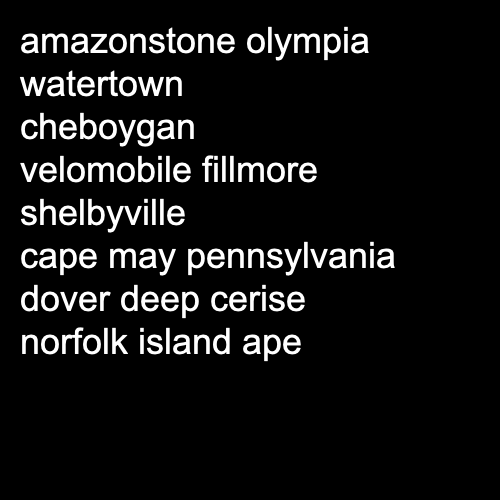 amazonstone olympia
watertown
cheboygan
velomobile fillmore
shelbyville
cape may pennsylvania
dover deep cerise
norfolk island ape